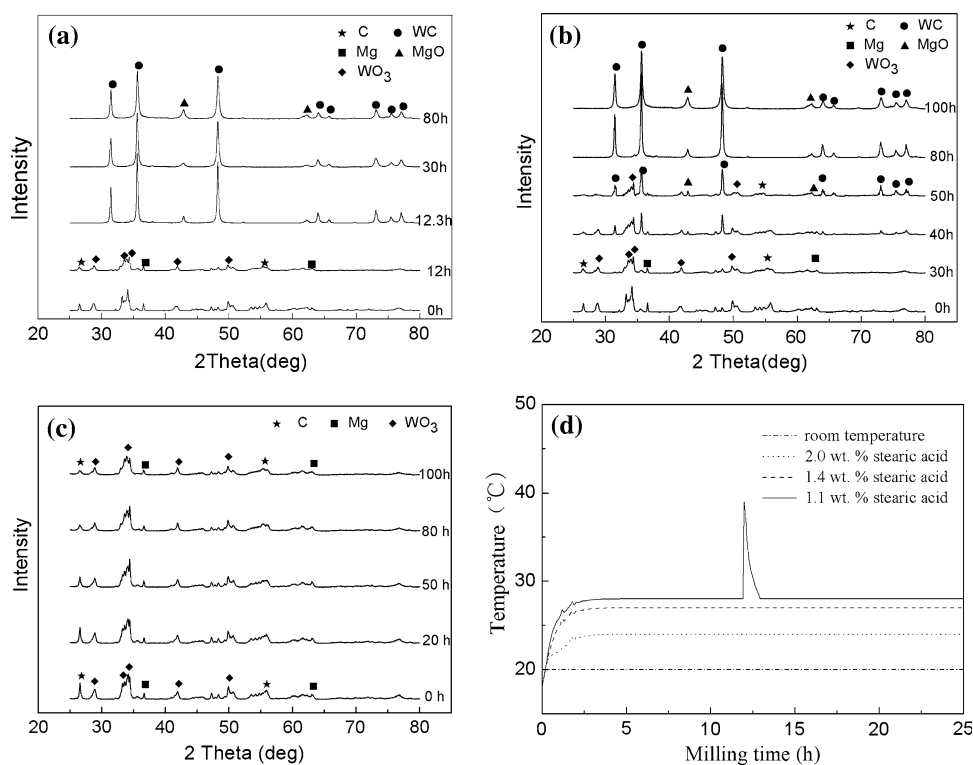 (a)
C
WC
Mg
MgO
WO3
80h
30h
12.3h
12h
0h
Intensity
20 30 40 50 60 70 80
2Theta(deg)
(b)
C
WC
Mg
MgO
WO3
100h
80h
50h
40h
30h
0h
Intensity
20 30 40 50 60 70 80
2 Theta(deg)
(c)
C
Mg
WO3
100h
80 h
50 h
20 h
0 h
Intensity
20 30 40 50 60 70 80
2 Theta(deg)
(d)
room temperature
2.0 wt. % stearic acid
1.4 wt. % stearic acid
1.1 wt. % stearic acid
Temperature (℃)
50
40
30
20
0 5 10 15 20 25
Milling time (h)